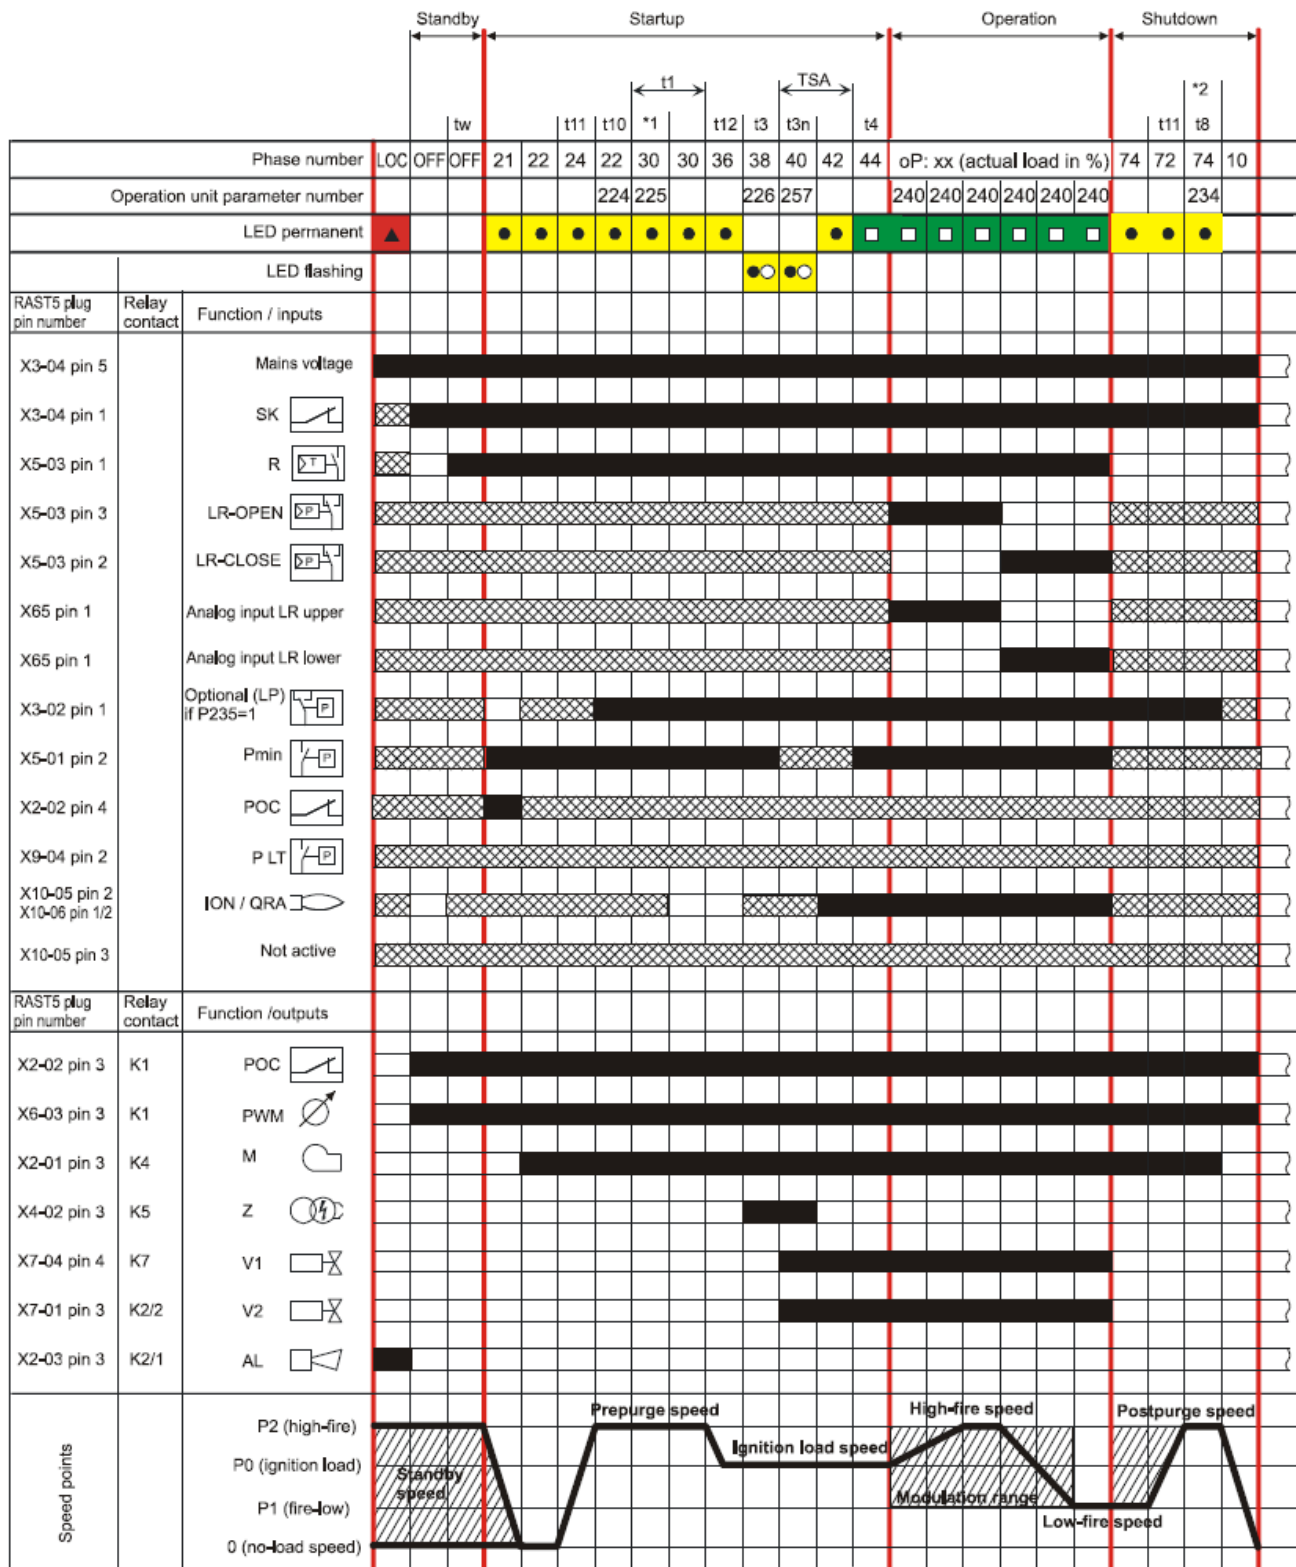 Standby Startup Operation Shutdown
t1 TSA *2
tw t11 t10 *1 t12 t3 t3n t4 t11 t8
Phase number LOC OFF OFF 21 22 24 22 30 30 36 38 40 42 44 oP: xx (actual load in %) 74 72 74 10
Operation unit parameter number 224 225 226 257 240 240 240 240 240 240 234
LED permanent
LED flashing
RAST5 plug pin number Relay contact Function / inputs
X3-04 pin 5 Mains voltage
X3-04 pin 1 SK
X5-03 pin 1 R T
X5-03 pin 3 LR-OPEN P
X5-03 pin 2 LR-CLOSE P
X65 pin 1 Analog input LR upper
X65 pin 1 Analog input LR lower
X3-02 pin 1 Optional (LP) if P235=1 P
X5-01 pin 2 Pmin P
X2-02 pin 4 POC
X9-04 pin 2 P LT P
X10-05 pin 2
X10-06 pin 1/2 ION / QRA
X10-05 pin 3 Not active
RAST5 plug pin number Relay contact Function /outputs
X2-02 pin 3 K1 POC
X6-03 pin 3 K1 PWM
X2-01 pin 3 K4 M
X4-02 pin 3 K5 Z
X7-04 pin 4 K7 V1
X7-01 pin 3 K2/2 V2
X2-03 pin 3 K2/1 AL
Speed points
P2 (high-fire) Prepurge speed High-fire speed Postpurge speed
P0 (ignition load) Standby speed Ignition load speed
P1 (fire-low) Modulation range Low-fire speed
0 (no-load speed)